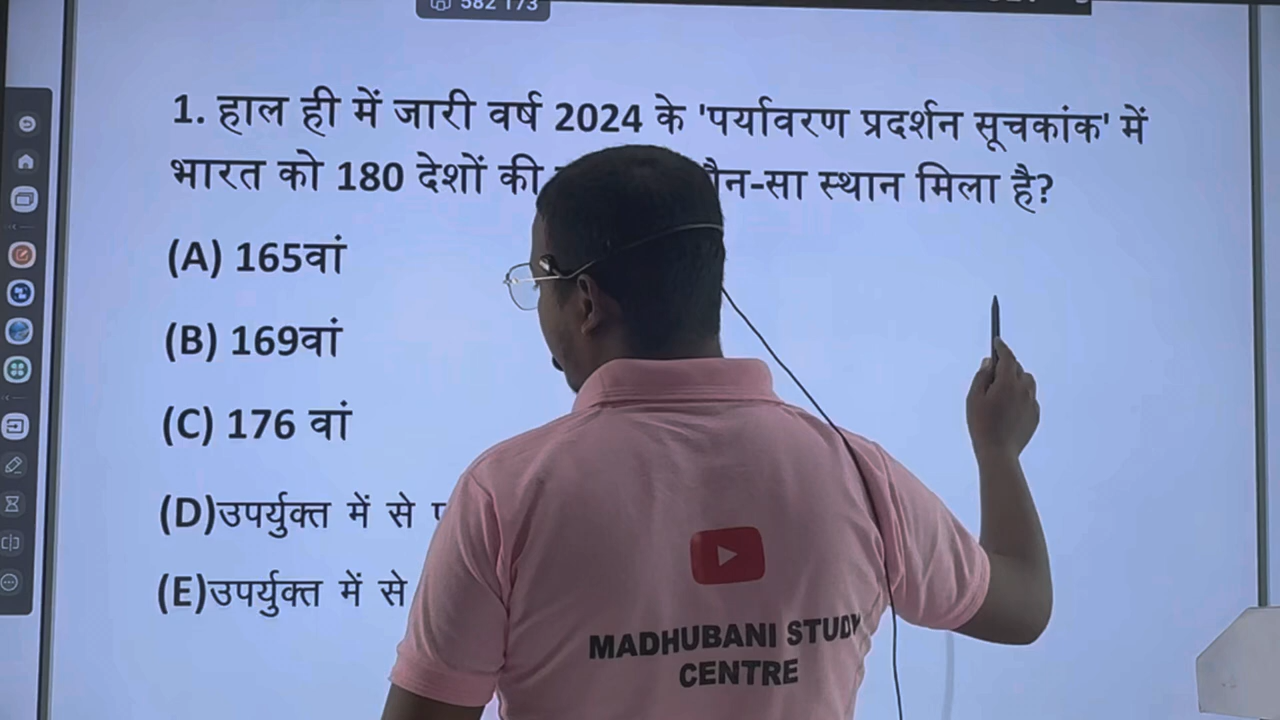 582 173
1. हाल ही में जारी वर्ष 2024 के 'पर्यावरण प्रदर्शन सूचकांक' में
भारत को 180 देशों की सा स्थान मिला है?
(A) 165वां
(B) 169वां
(C) 176 वां
(D)उपर्युक्त में से
(E)उपर्युक्त में से
MADHUBANI STUDY
CENTRE